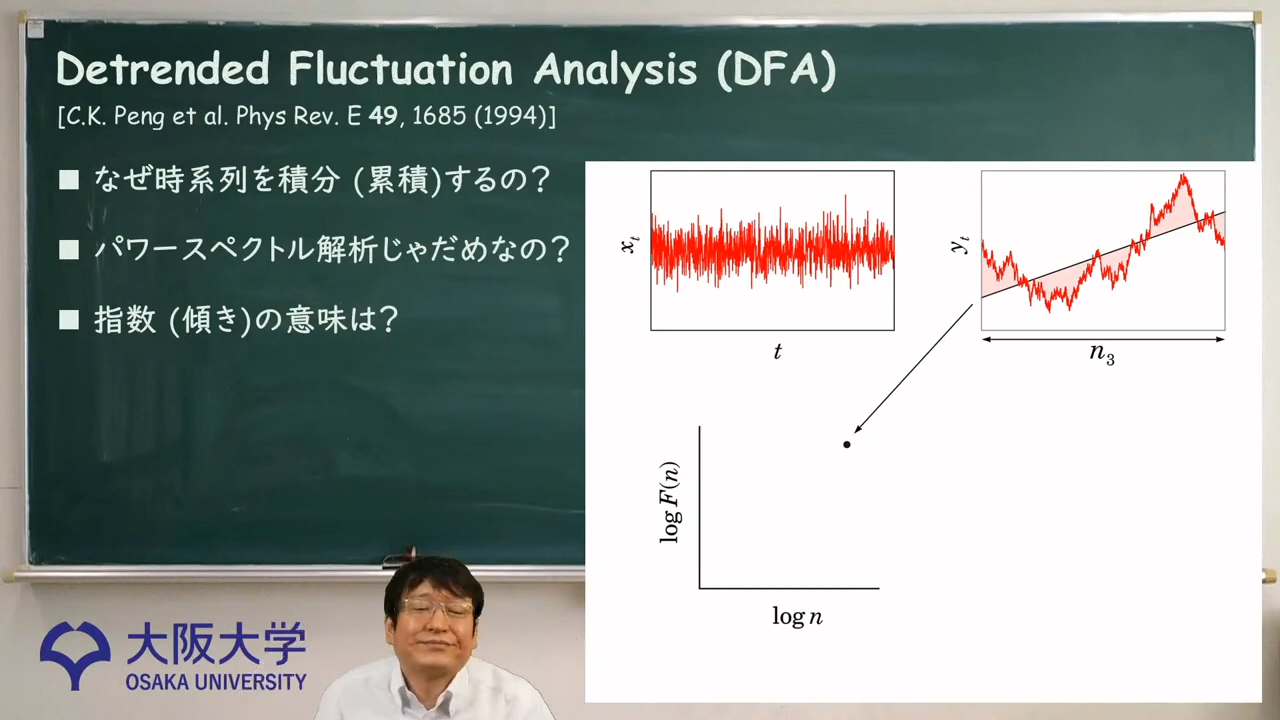 Detrended Fluctuation Analysis (DFA)
[C.K. Peng et al. Phys Rev. E 49, 1685 (1994)]
■ なぜ時系列を積分 (累積)するの？
■ パワースペクトル解析じゃだめなの？
■ 指数 (傾き)の意味は？
xt
t
yt
n3
log F(n)
log n
大阪大学
OSAKA UNIVERSITY